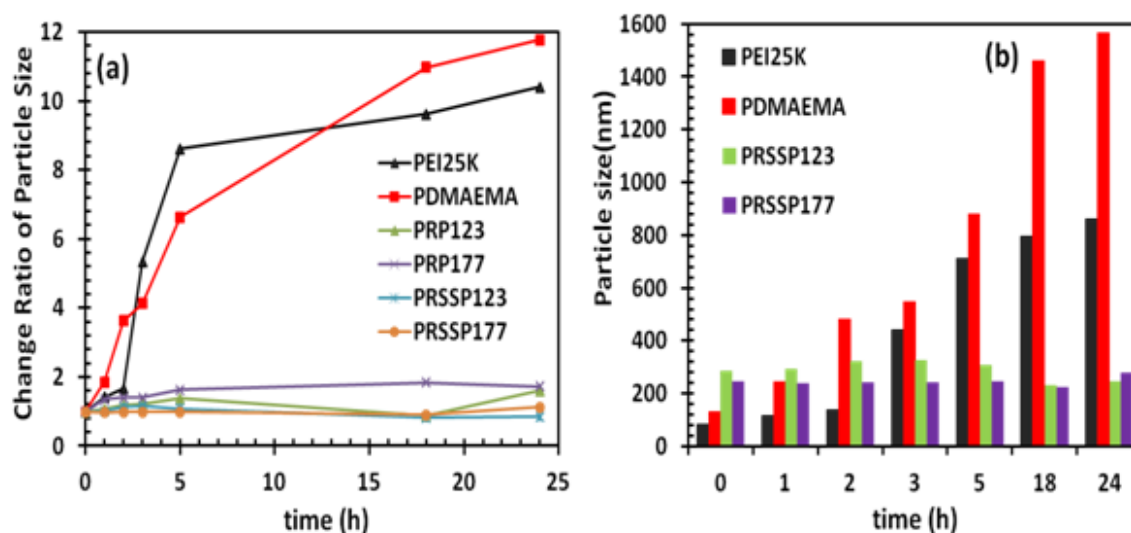 (a)
Change Ratio of Particle Size
12
10
8
6
4
2
0
PEI25K
PDMAEMA
PRP123
PRP177
PRSSP123
PRSSP177
0 5 10 15 20 25
time (h)
(b)
Particle size(nm)
1600
1400
1200
1000
800
600
400
200
0
PEI25K
PDMAEMA
PRSSP123
PRSSP177
0 1 2 3 5 18 24
time (h)